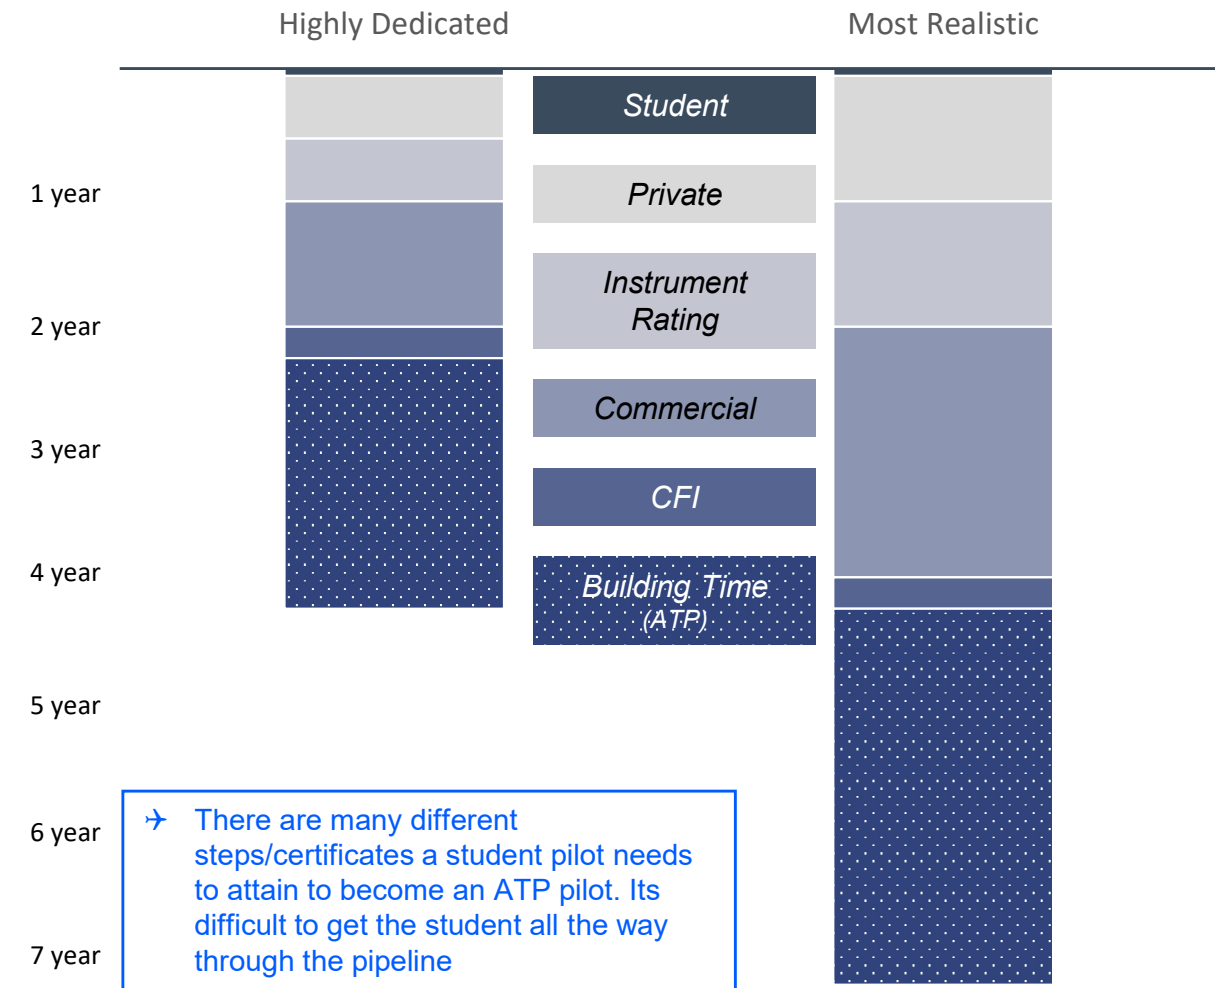 Highly Dedicated
Most Realistic
Student
1 year
Private
Instrument
Rating
2 year
Commercial
3 year
CFI
4 year
Building Time
(ATP)
5 year
6 year
7 year
✈ There are many different
steps/certificates a student pilot needs
to attain to become an ATP pilot. Its
difficult to get the student all the way
through the pipeline